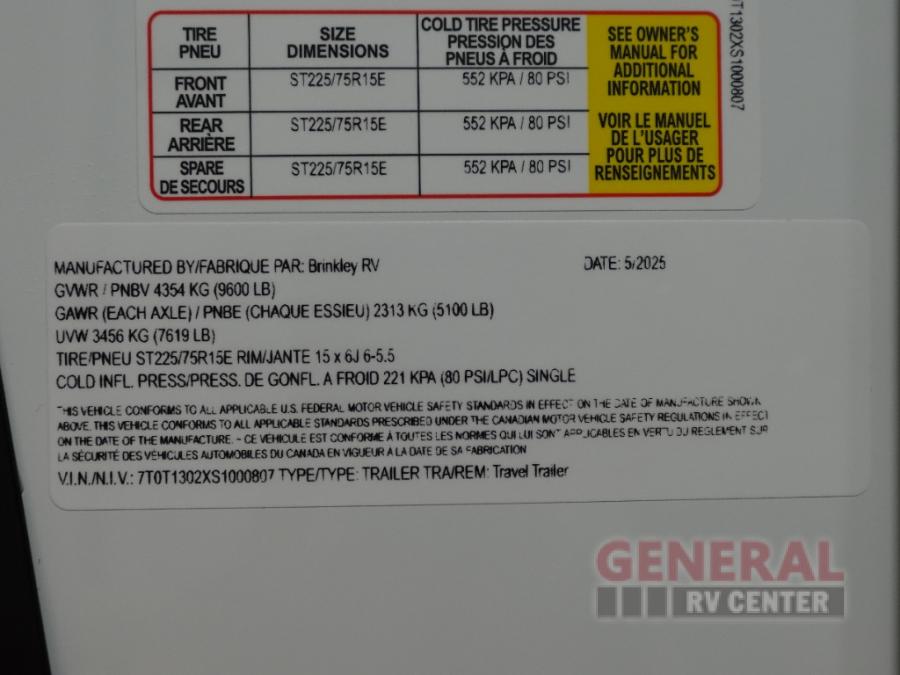 TIRE PNEU
SIZE DIMENSIONS
COLD TIRE PRESSURE PRESSION DES PNEUS À FROID
SEE OWNER'S MANUAL FOR ADDITIONAL INFORMATION
VOIR LE MANUEL DE L'USAGER POUR PLUS DE RENSEIGNEMENTS
FRONT AVANT ST225/75R15E 552 KPA / 80 PSI
REAR ARRIÈRE ST225/75R15E 552 KPA / 80 PSI
SPARE DE SECOURS ST225/75R15E 552 KPA / 80 PSI
T1302XS1000807
MANUFACTURED BY/FABRIQUE PAR: Brinkley RV DATE: 5/2025
GVWR / PNBV 4354 KG (9600 LB)
GAWR (EACH AXLE) / PNBE (CHAQUE ESSIEU) 2313 KG (5100 LB)
UVW 3456 KG (7619 LB)
TIRE/PNEU ST225/75R15E RIM/JANTE 15 x 6J 6-5.5
COLD INFL. PRESS/PRESS. DE GONFL. A FROID 221 KPA (80 PSI/LPC) SINGLE
THIS VEHICLE CONFORMS TO ALL APPLICABLE U.S. FEDERAL MOTOR VEHICLE SAFETY STANDARDS IN EFFECT ON THE DATE OF MANUFACTURE SHOWN
ABOVE. THIS VEHICLE CONFORMS TO ALL APPLICABLE STANDARDS PRESCRIBED UNDER THE CANADIAN MOTOR VEHICLE SAFETY REGULATIONS IN EFFECT
ON THE DATE OF THE MANUFACTURE. - CE VEHICULE EST CONFORME À TOUTES LES NORMES QUI LUI SONT APPLICABLES EN VERTU DU REGLEMENT SUR
LA SÉCURITÉ DES VÉHICULES AUTOMOBILES DU CANADA EN VIGUEUR A LA DATE DE SA FABRICATION
V.I.N./N.I.V.: 7T0T1302XS1000807 TYPE/TYPE: TRAILER TRA/REM: Travel Trailer
GENERAL
RV CENTER